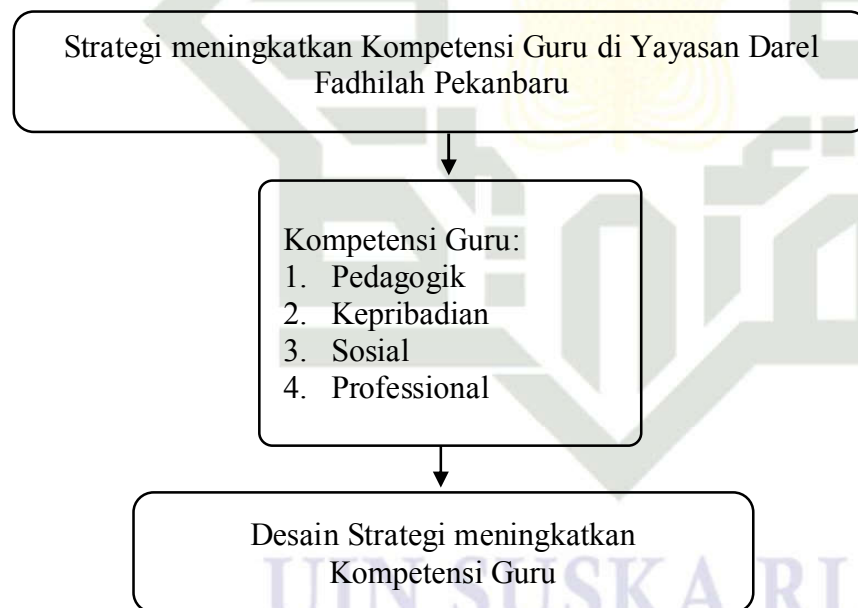 Strategi meningkatkan Kompetensi Guru di Yayasan Darel
Fadhilah Pekanbaru
Kompetensi Guru:
1. Pedagogik
2. Kepribadian
3. Sosial
4. Professional
Desain Strategi meningkatkan
Kompetensi Guru
UIN SUSKA RI